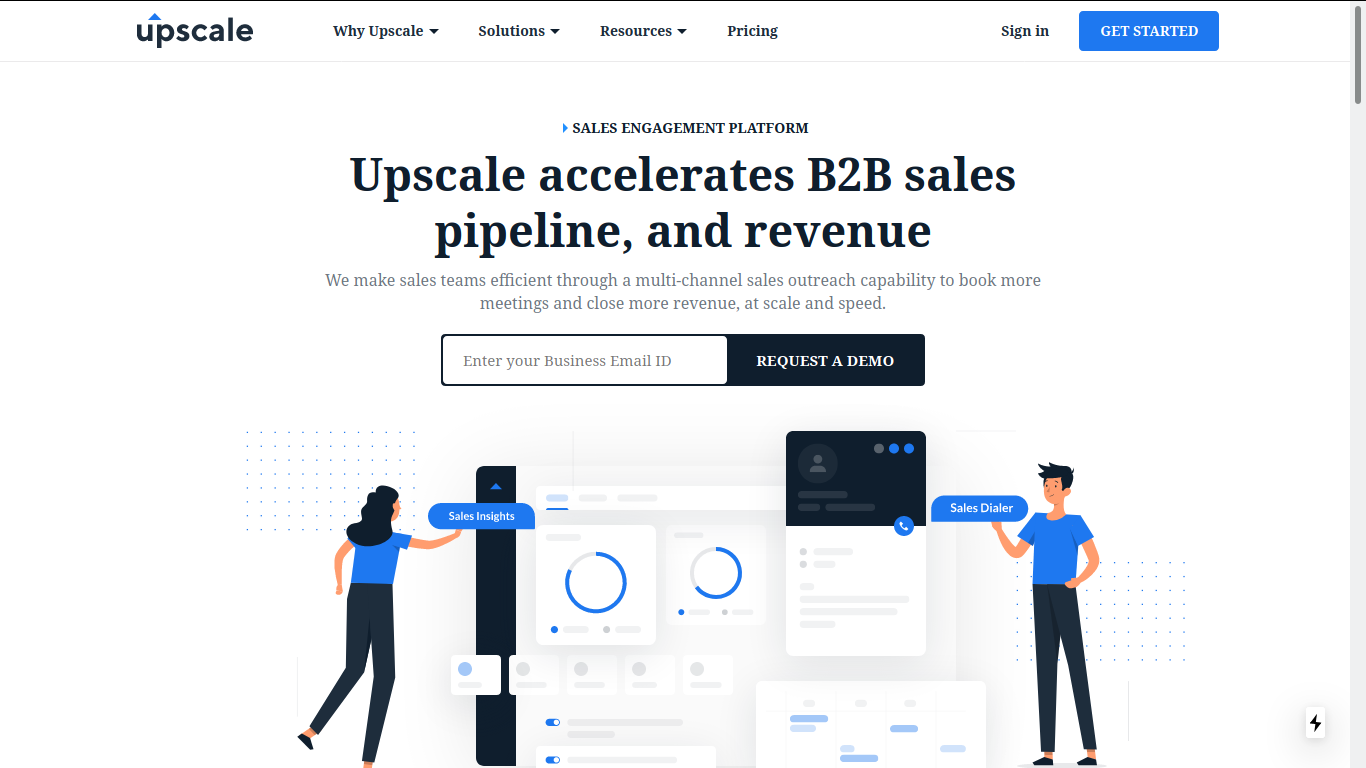 upscale
Why Upscale
Solutions
Resources
Pricing
Sign in
GET STARTED
SALES ENGAGEMENT PLATFORM
Upscale accelerates B2B sales
pipeline, and revenue
We make sales teams efficient through a multi-channel sales outreach capability to book more
meetings and close more revenue, at scale and speed.
Enter your Business Email ID
REQUEST A DEMO
Sales Insights
Sales Dialer